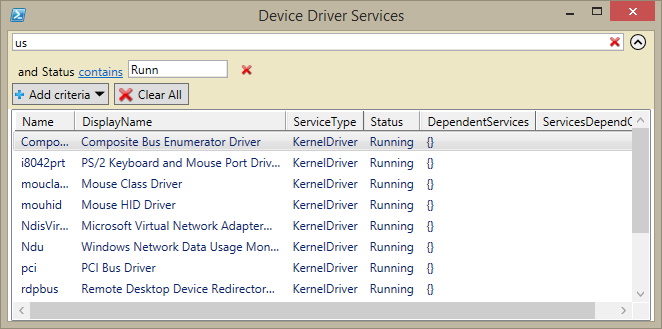 Device Driver Services
us
and Status contains Runn
Add criteria Clear All
Name DisplayName ServiceType Status DependentServices ServicesDependO
Compo... Composite Bus Enumerator Driver KernelDriver Running {}
i8042prt PS/2 Keyboard and Mouse Port Driv... KernelDriver Running {}
moucla... Mouse Class Driver KernelDriver Running {}
mouhid Mouse HID Driver KernelDriver Running {}
NdisVir... Microsoft Virtual Network Adapter... KernelDriver Running {}
Ndu Windows Network Data Usage Mon... KernelDriver Running {}
pci PCI Bus Driver KernelDriver Running {}
rdpbus Remote Desktop Device Redirector... KernelDriver Running {}